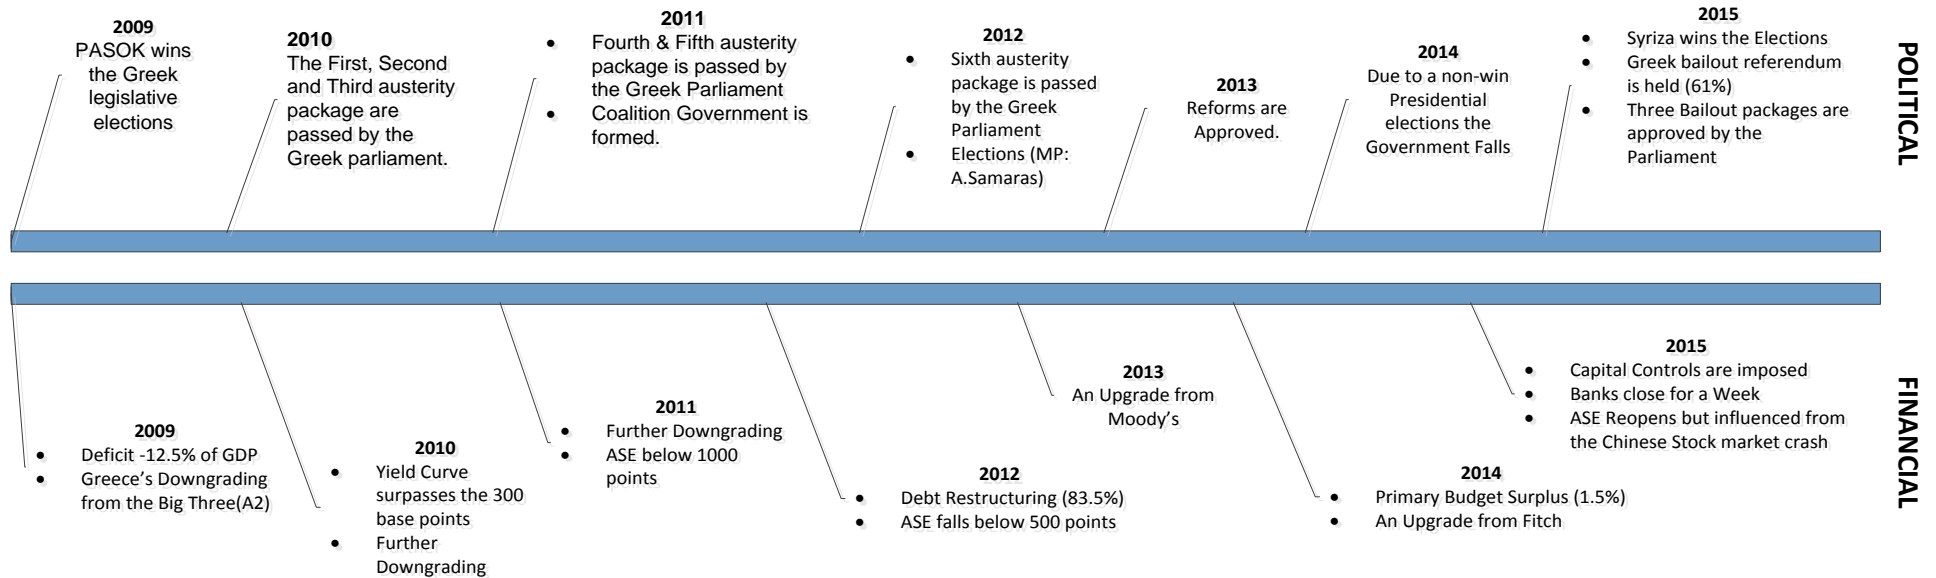 2009
PASOK wins
the Greek
legislative
elections
2010
The First, Second
and Third austerity
package are
passed by the
Greek parliament.
2011
• Fourth & Fifth austerity
package is passed by
the Greek Parliament
• Coalition Government is
formed.
2012
• Sixth austerity
package is passed
by the Greek
Parliament
• Elections (MP:
A.Samaras)
2013
Reforms are
Approved.
2014
Due to a non-win
Presidential
elections the
Government Falls
2015
• Syriza wins the Elections
• Greek bailout referendum
is held (61%)
• Three Bailout packages are
approved by the
Parliament
POLITICAL
2009
• Deficit -12.5% of GDP
• Greece’s Downgrading
from the Big Three(A2)
2010
• Yield Curve
surpasses the 300
base points
• Further
Downgrading
2011
• Further Downgrading
• ASE below 1000
points
2012
• Debt Restructuring (83.5%)
• ASE falls below 500 points
2013
An Upgrade from
Moody’s
2014
• Primary Budget Surplus (1.5%)
• An Upgrade from Fitch
2015
• Capital Controls are imposed
• Banks close for a Week
• ASE Reopens but influenced from
the Chinese Stock market crash
FINANCIAL